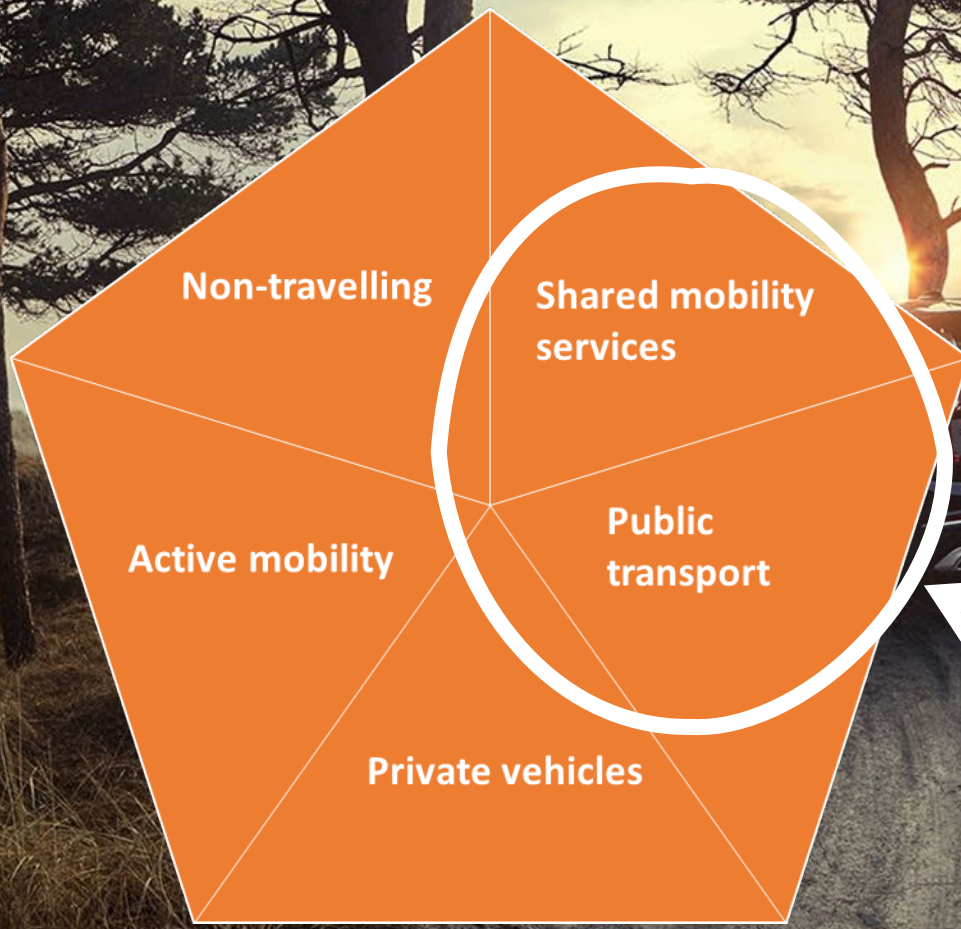 Non-travelling
Shared mobility
services
Public
transport
Active mobility
Private vehicles